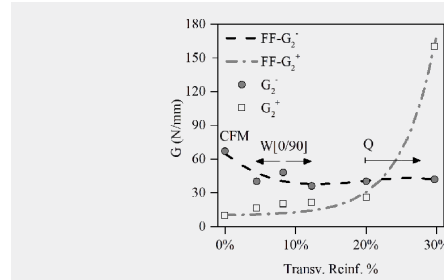 180
150
120
90
60
30
0
G (N/mm)
FF-G₂⁻
FF-G₂⁺
G₂⁻
G₂⁺
CFM
W[0/90]
Q
0%
10%
20%
30%
Transv. Reinf. %